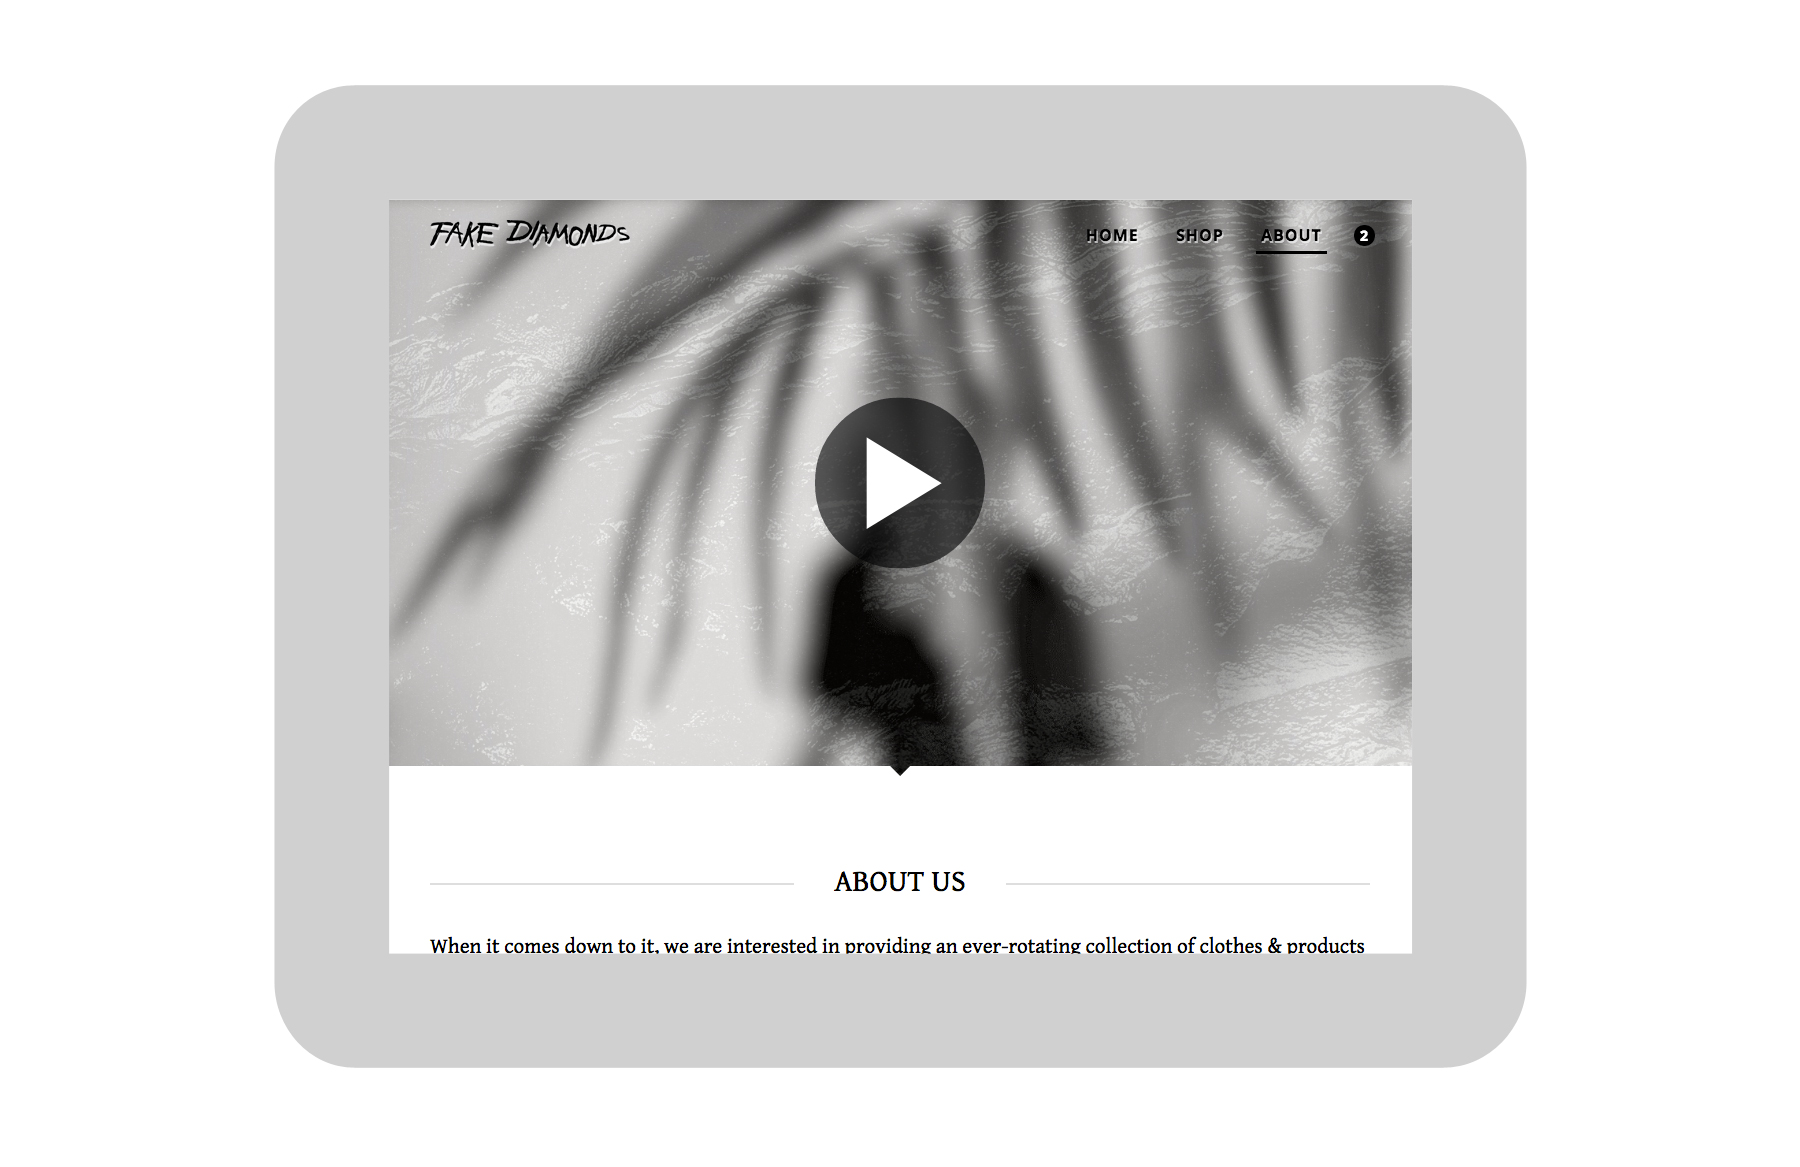 FAKE DIAMONDS
HOME SHOP ABOUT 2
ABOUT US
When it comes down to it, we are interested in providing an ever-rotating collection of clothes & products